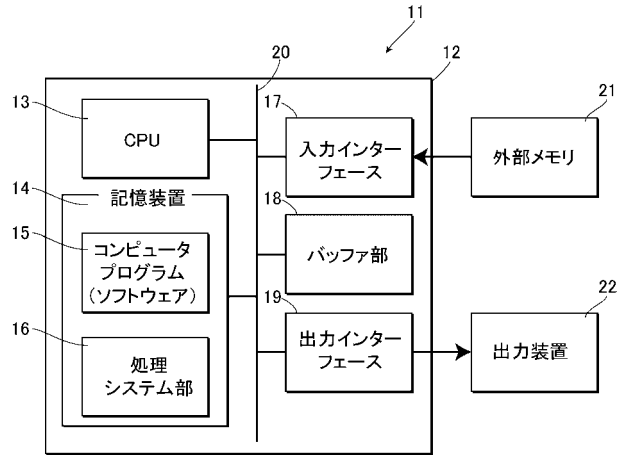 11
20
12
13
CPU
17
入力インター
フェース
21
外部メモリ
14
記憶装置
15
コンピュータ
プログラム
(ソフトウェア)
18
バッファ部
16
処理
システム部
19
出力インター
フェース
22
出力装置